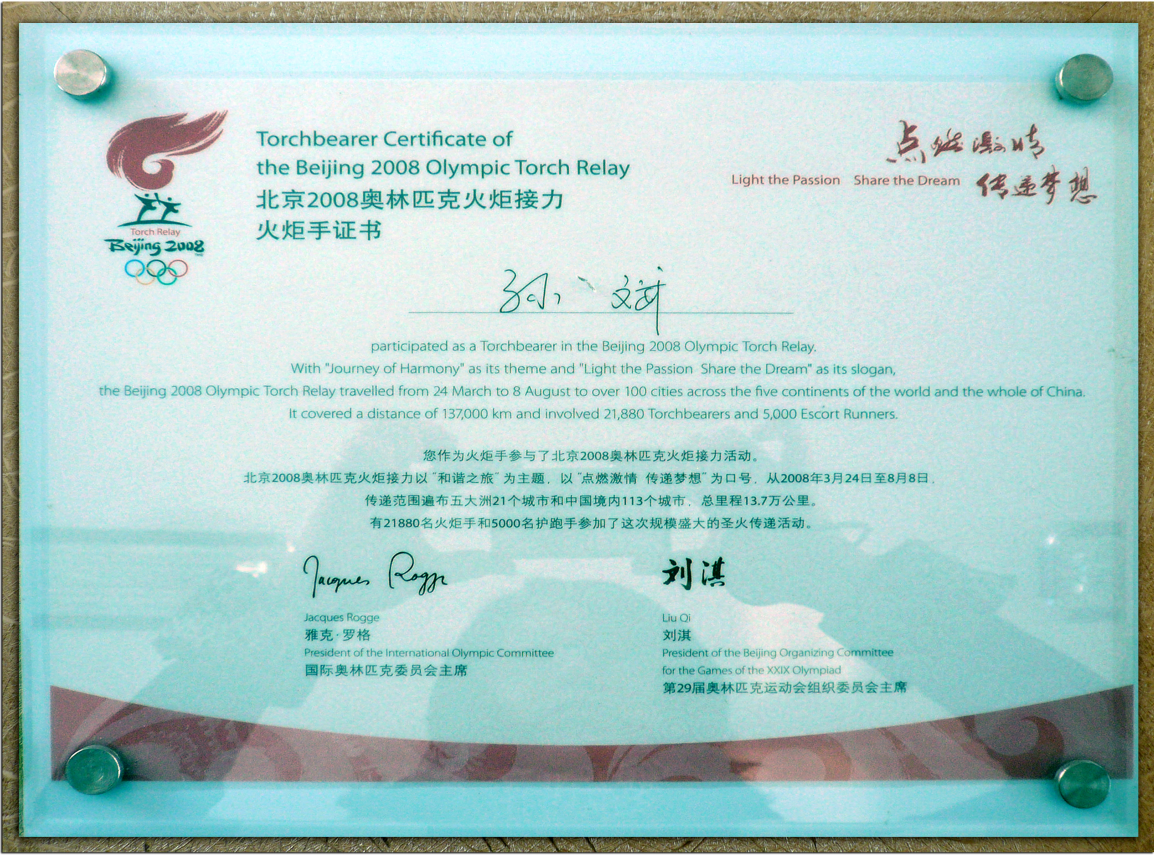 Torchbearer Certificate of
the Beijing 2008 Olympic Torch Relay
北京2008奥林匹克火炬接力
火炬手证书
Torch Relay
Beijing 2008
点燃激情
Light the Passion Share the Dream 传递梦想
孙文斌
participated as a Torchbearer in the Beijing 2008 Olympic Torch Relay.
With "Journey of Harmony" as its theme and "Light the Passion Share the Dream" as its slogan,
the Beijing 2008 Olympic Torch Relay travelled from 24 March to 8 August to over 100 cities across the five continents of the world and the whole of China.
It covered a distance of 137,000 km and involved 21,880 Torchbearers and 5,000 Escort Runners.
您作为火炬手参与了北京2008奥林匹克火炬接力活动。
北京2008奥林匹克火炬接力以“和谐之旅”为主题，以“点燃激情 传递梦想”为口号，从2008年3月24日至8月8日，
传递范围遍布五大洲21个城市和中国境内113个城市，总里程13.7万公里。
有21880名火炬手和5000名护跑手参加了这次规模盛大的圣火传递活动。
Jacques Rogge
刘淇
Jacques Rogge
雅克·罗格
President of the International Olympic Committee
国际奥林匹克委员会主席
Liu Qi
刘淇
President of the Beijing Organizing Committee
for the Games of the XXIX Olympiad
第29届奥林匹克运动会组织委员会主席